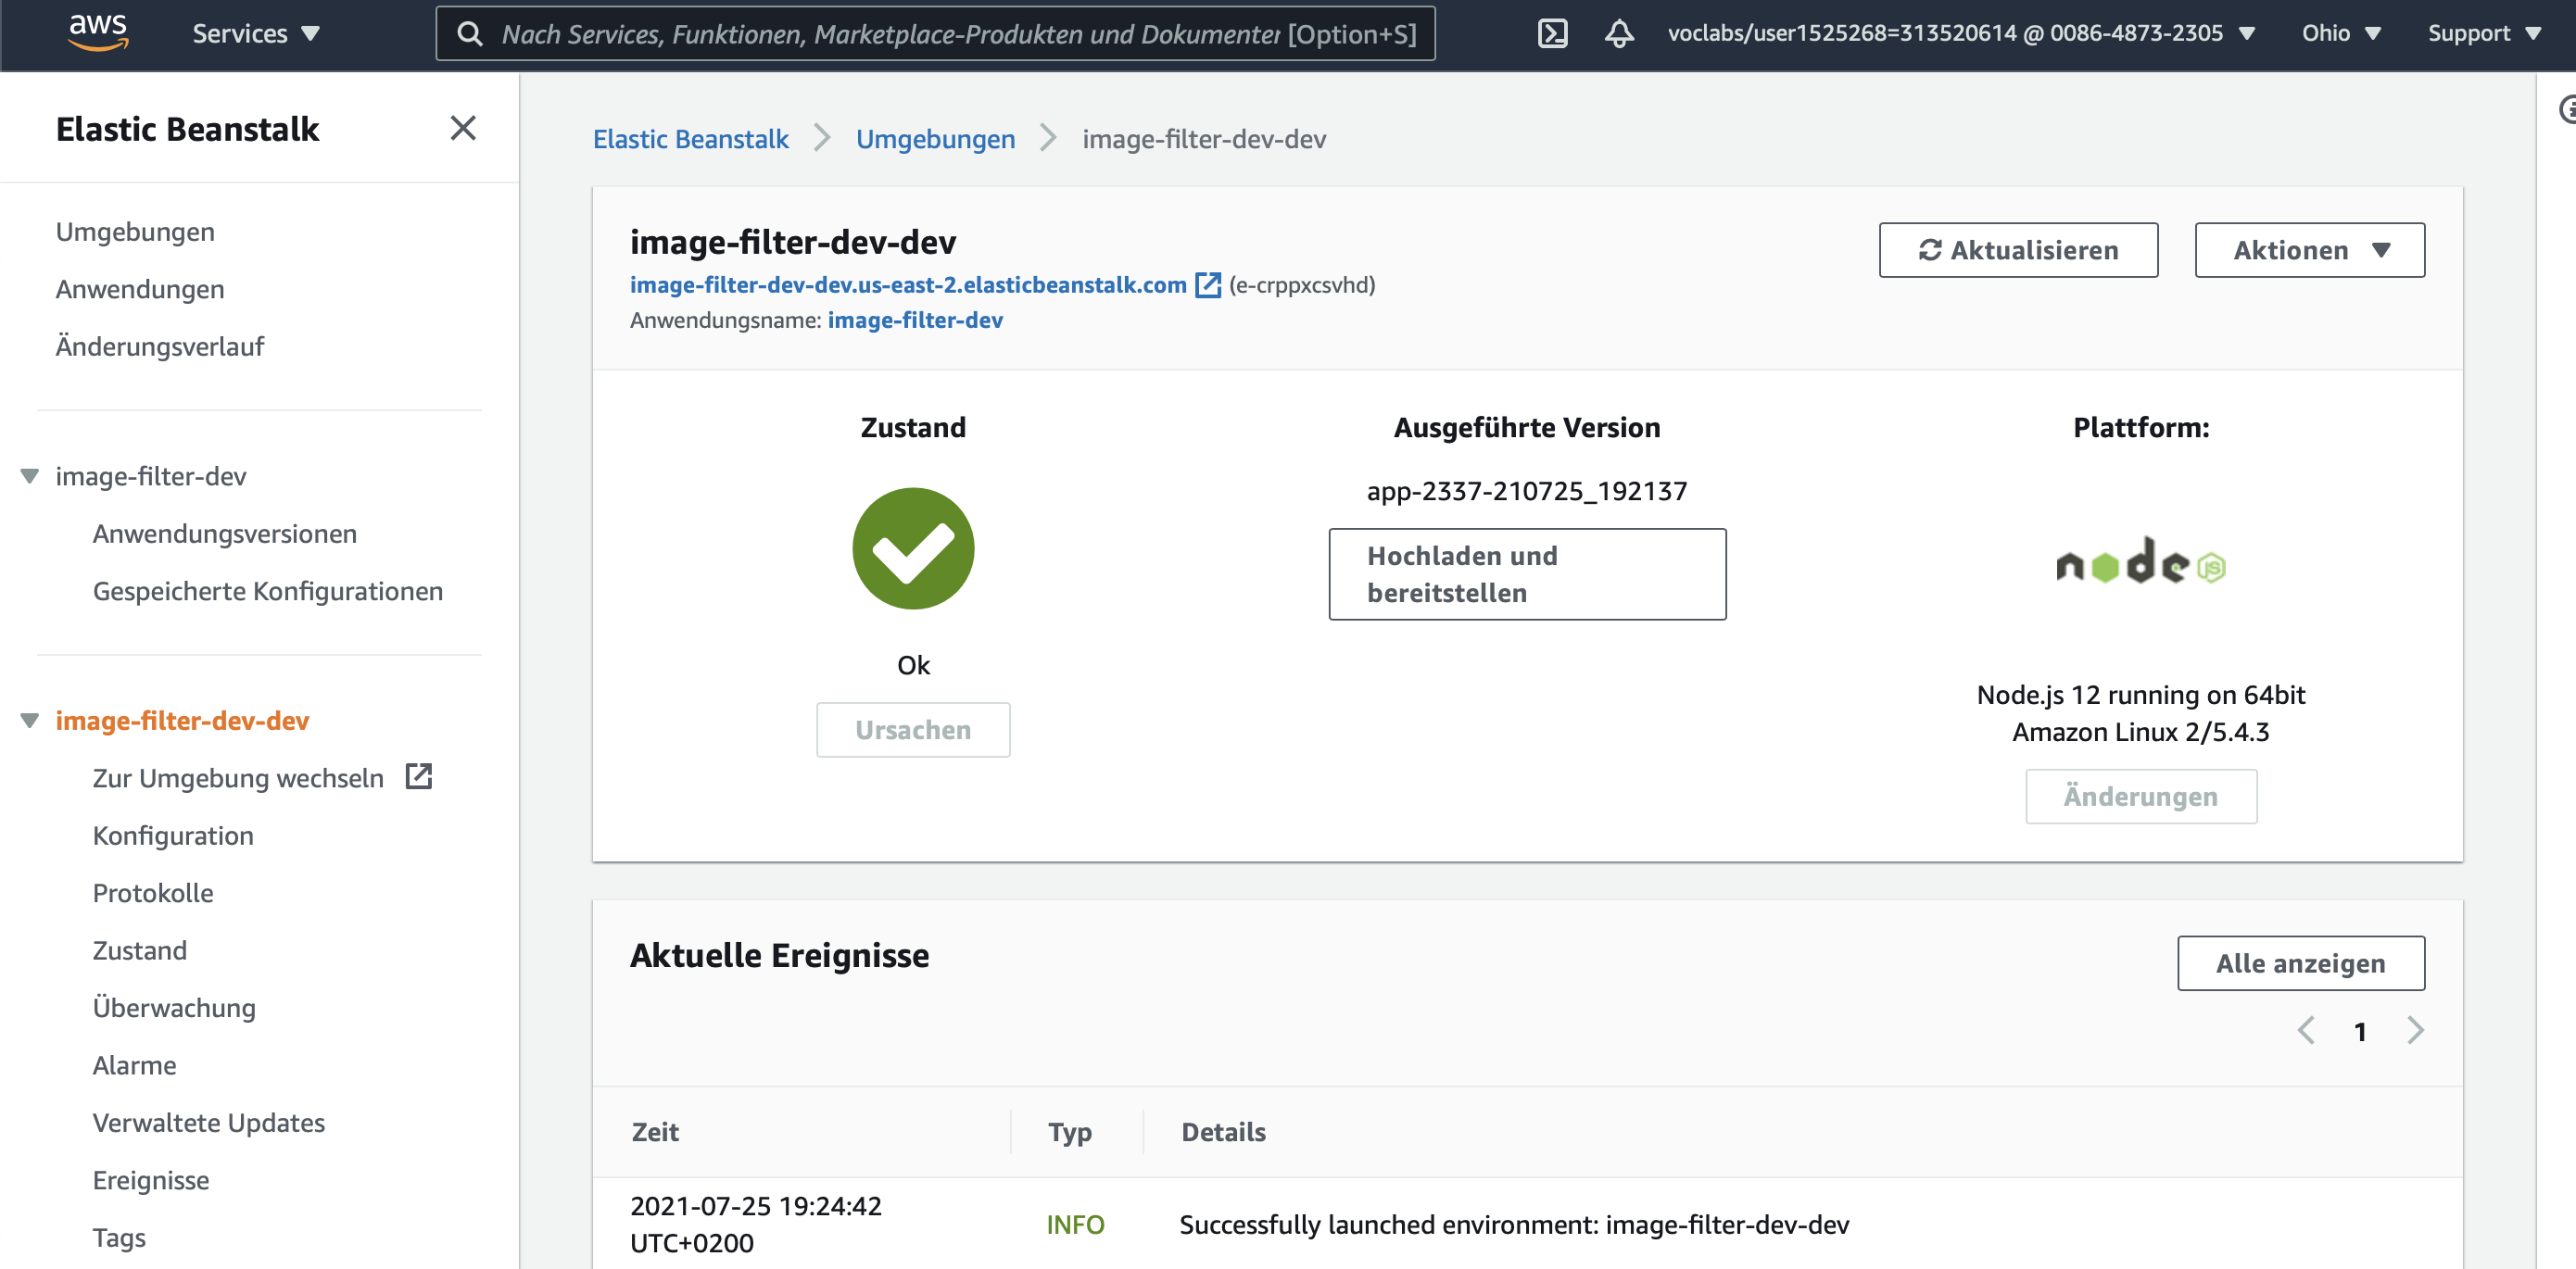 aws
Services
Nach Services, Funktionen, Marketplace-Produkten und Dokumenter [Option+S]
voclabs/user1525268=313520614 @ 0086-4873-2305
Ohio
Support
Elastic Beanstalk
Umgebungen
Anwendungen
Änderungsverlauf
image-filter-dev
Anwendungsversionen
Gespeicherte Konfigurationen
image-filter-dev-dev
Zur Umgebung wechseln
Konfiguration
Protokolle
Zustand
Überwachung
Alarme
Verwaltete Updates
Ereignisse
Tags
Elastic Beanstalk
Umgebungen
image-filter-dev-dev
image-filter-dev-dev
image-filter-dev-dev.us-east-2.elasticbeanstalk.com (e-crppxcsvhd)
Anwendungsname: image-filter-dev
Aktualisieren
Aktionen
Zustand
Ok
Ursachen
Ausgeführte Version
app-2337-210725_192137
Hochladen und
bereitstellen
Plattform:
node JS
Node.js 12 running on 64bit
Amazon Linux 2/5.4.3
Änderungen
Aktuelle Ereignisse
Alle anzeigen
1
Zeit
Typ
Details
2021-07-25 19:24:42
UTC+0200
INFO
Successfully launched environment: image-filter-dev-dev